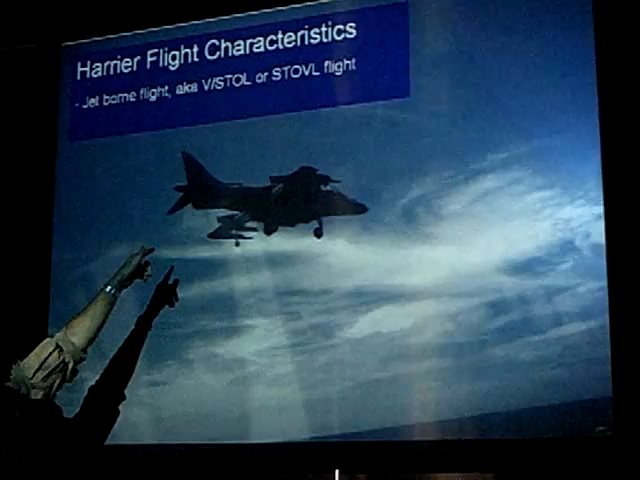 Harrier Flight Characteristics
- Jet borne flight, aka V/STOL or STOVL flight